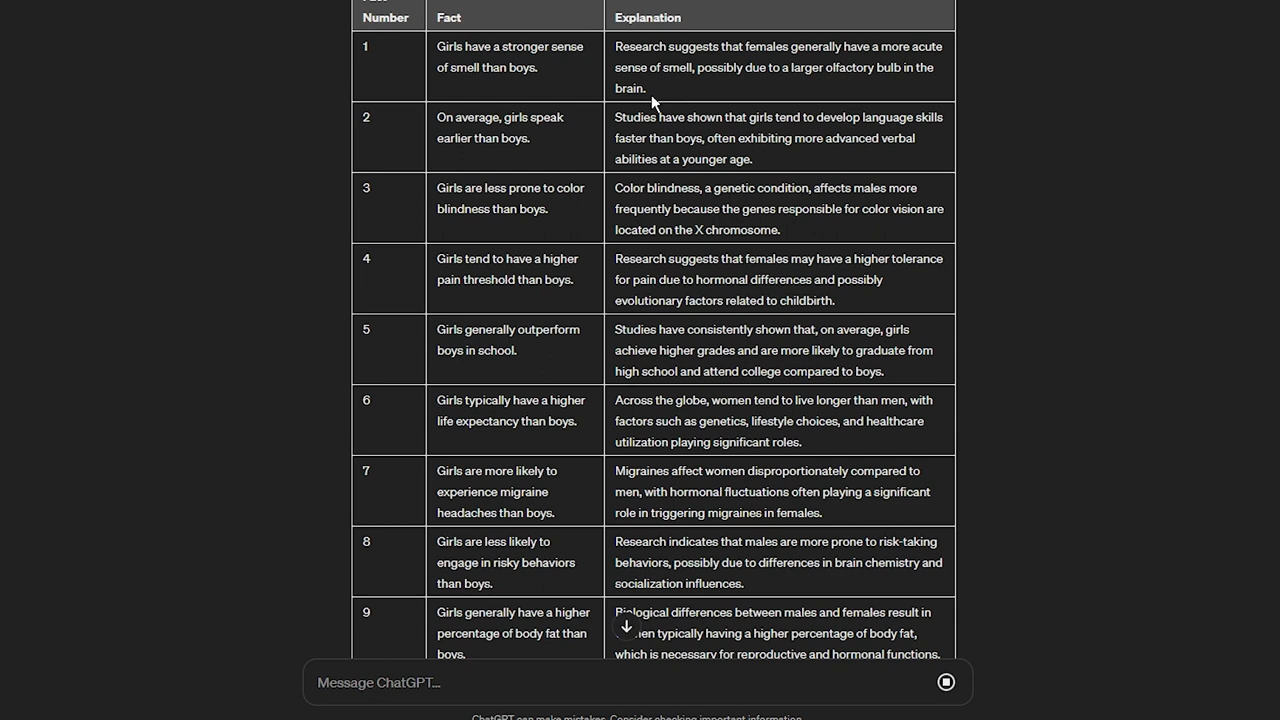 Number Fact Explanation
1 Girls have a stronger sense Research suggests that females generally have a more acute
of smell than boys. sense of smell, possibly due to a larger olfactory bulb in the
brain.
2 On average, girls speak Studies have shown that girls tend to develop language skills
earlier than boys. faster than boys, often exhibiting more advanced verbal
abilities at a younger age.
3 Girls are less prone to color Color blindness, a genetic condition, affects males more
blindness than boys. frequently because the genes responsible for color vision are
located on the X chromosome.
4 Girls tend to have a higher Research suggests that females may have a higher tolerance
pain threshold than boys. for pain due to hormonal differences and possibly
evolutionary factors related to childbirth.
5 Girls generally outperform Studies have consistently shown that, on average, girls
boys in school. achieve higher grades and are more likely to graduate from
high school and attend college compared to boys.
6 Girls typically have a higher Across the globe, women tend to live longer than men, with
life expectancy than boys. factors such as genetics, lifestyle choices, and healthcare
utilization playing significant roles.
7 Girls are more likely to Migraines affect women disproportionately compared to
experience migraine men, with hormonal fluctuations often playing a significant
headaches than boys. role in triggering migraines in females.
8 Girls are less likely to Research indicates that males are more prone to risk-taking
engage in risky behaviors behaviors, possibly due to differences in brain chemistry and
than boys. socialization influences.
9 Girls generally have a higher Biological differences between males and females result in
percentage of body fat than typically having a higher percentage of body fat,
boys. which is necessary for reproductive and hormonal functions.
Message ChatGPT...
ChatGPT can make mistakes. Consider checking important information.